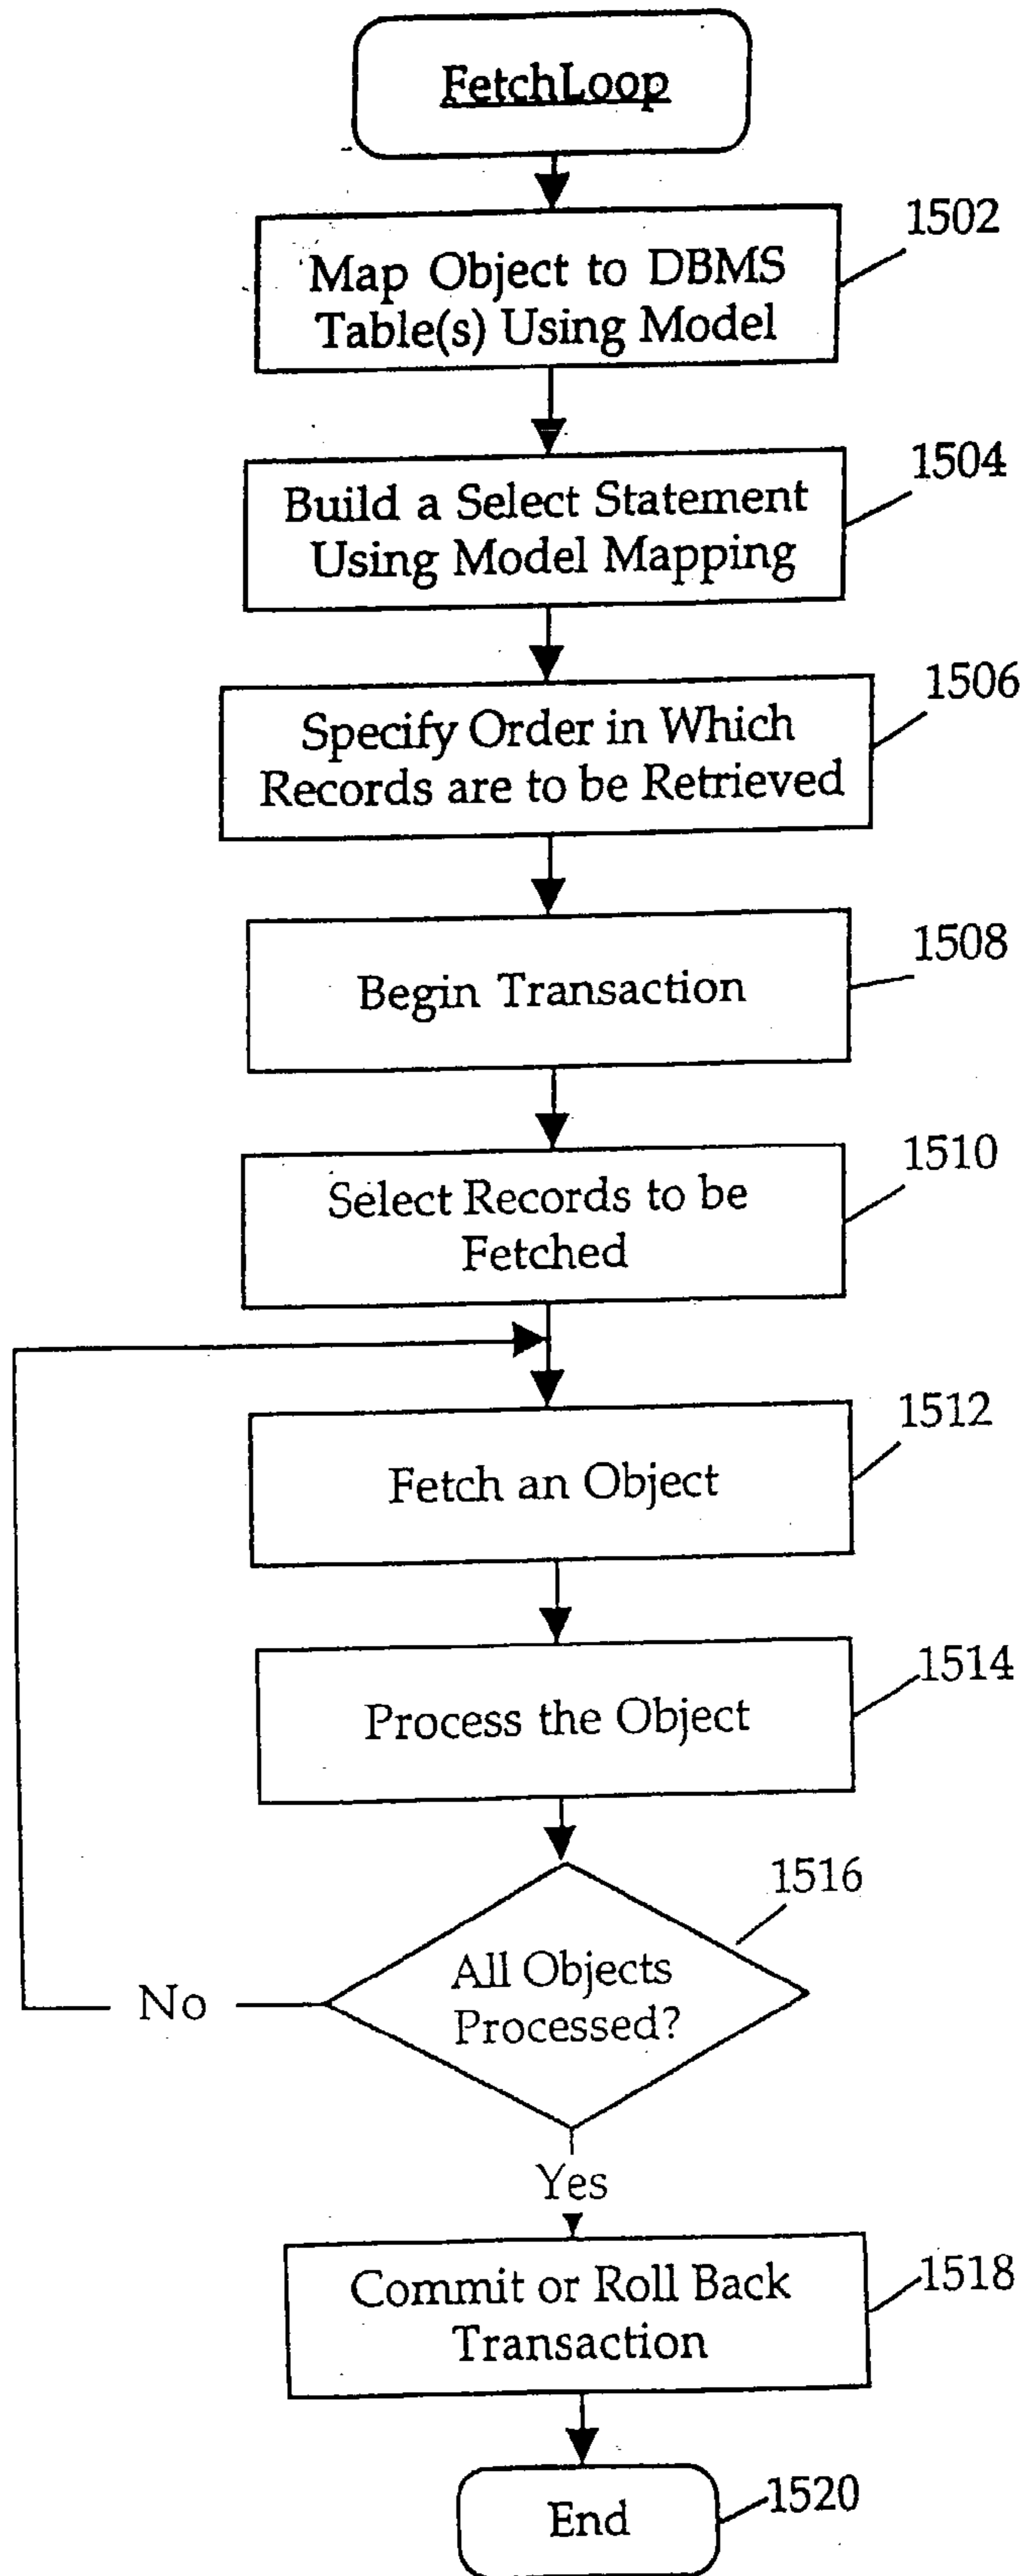 FetchLoop
1502
Map Object to DBMS
Table(s) Using Model
1504
Build a Select Statement
Using Model Mapping
1506
Specify Order in Which
Records are to be Retrieved
1508
Begin Transaction
1510
Select Records to be
Fetched
1512
Fetch an Object
1514
Process the Object
1516
All Objects
Processed?
No
Yes
1518
Commit or Roll Back
Transaction
1520
End